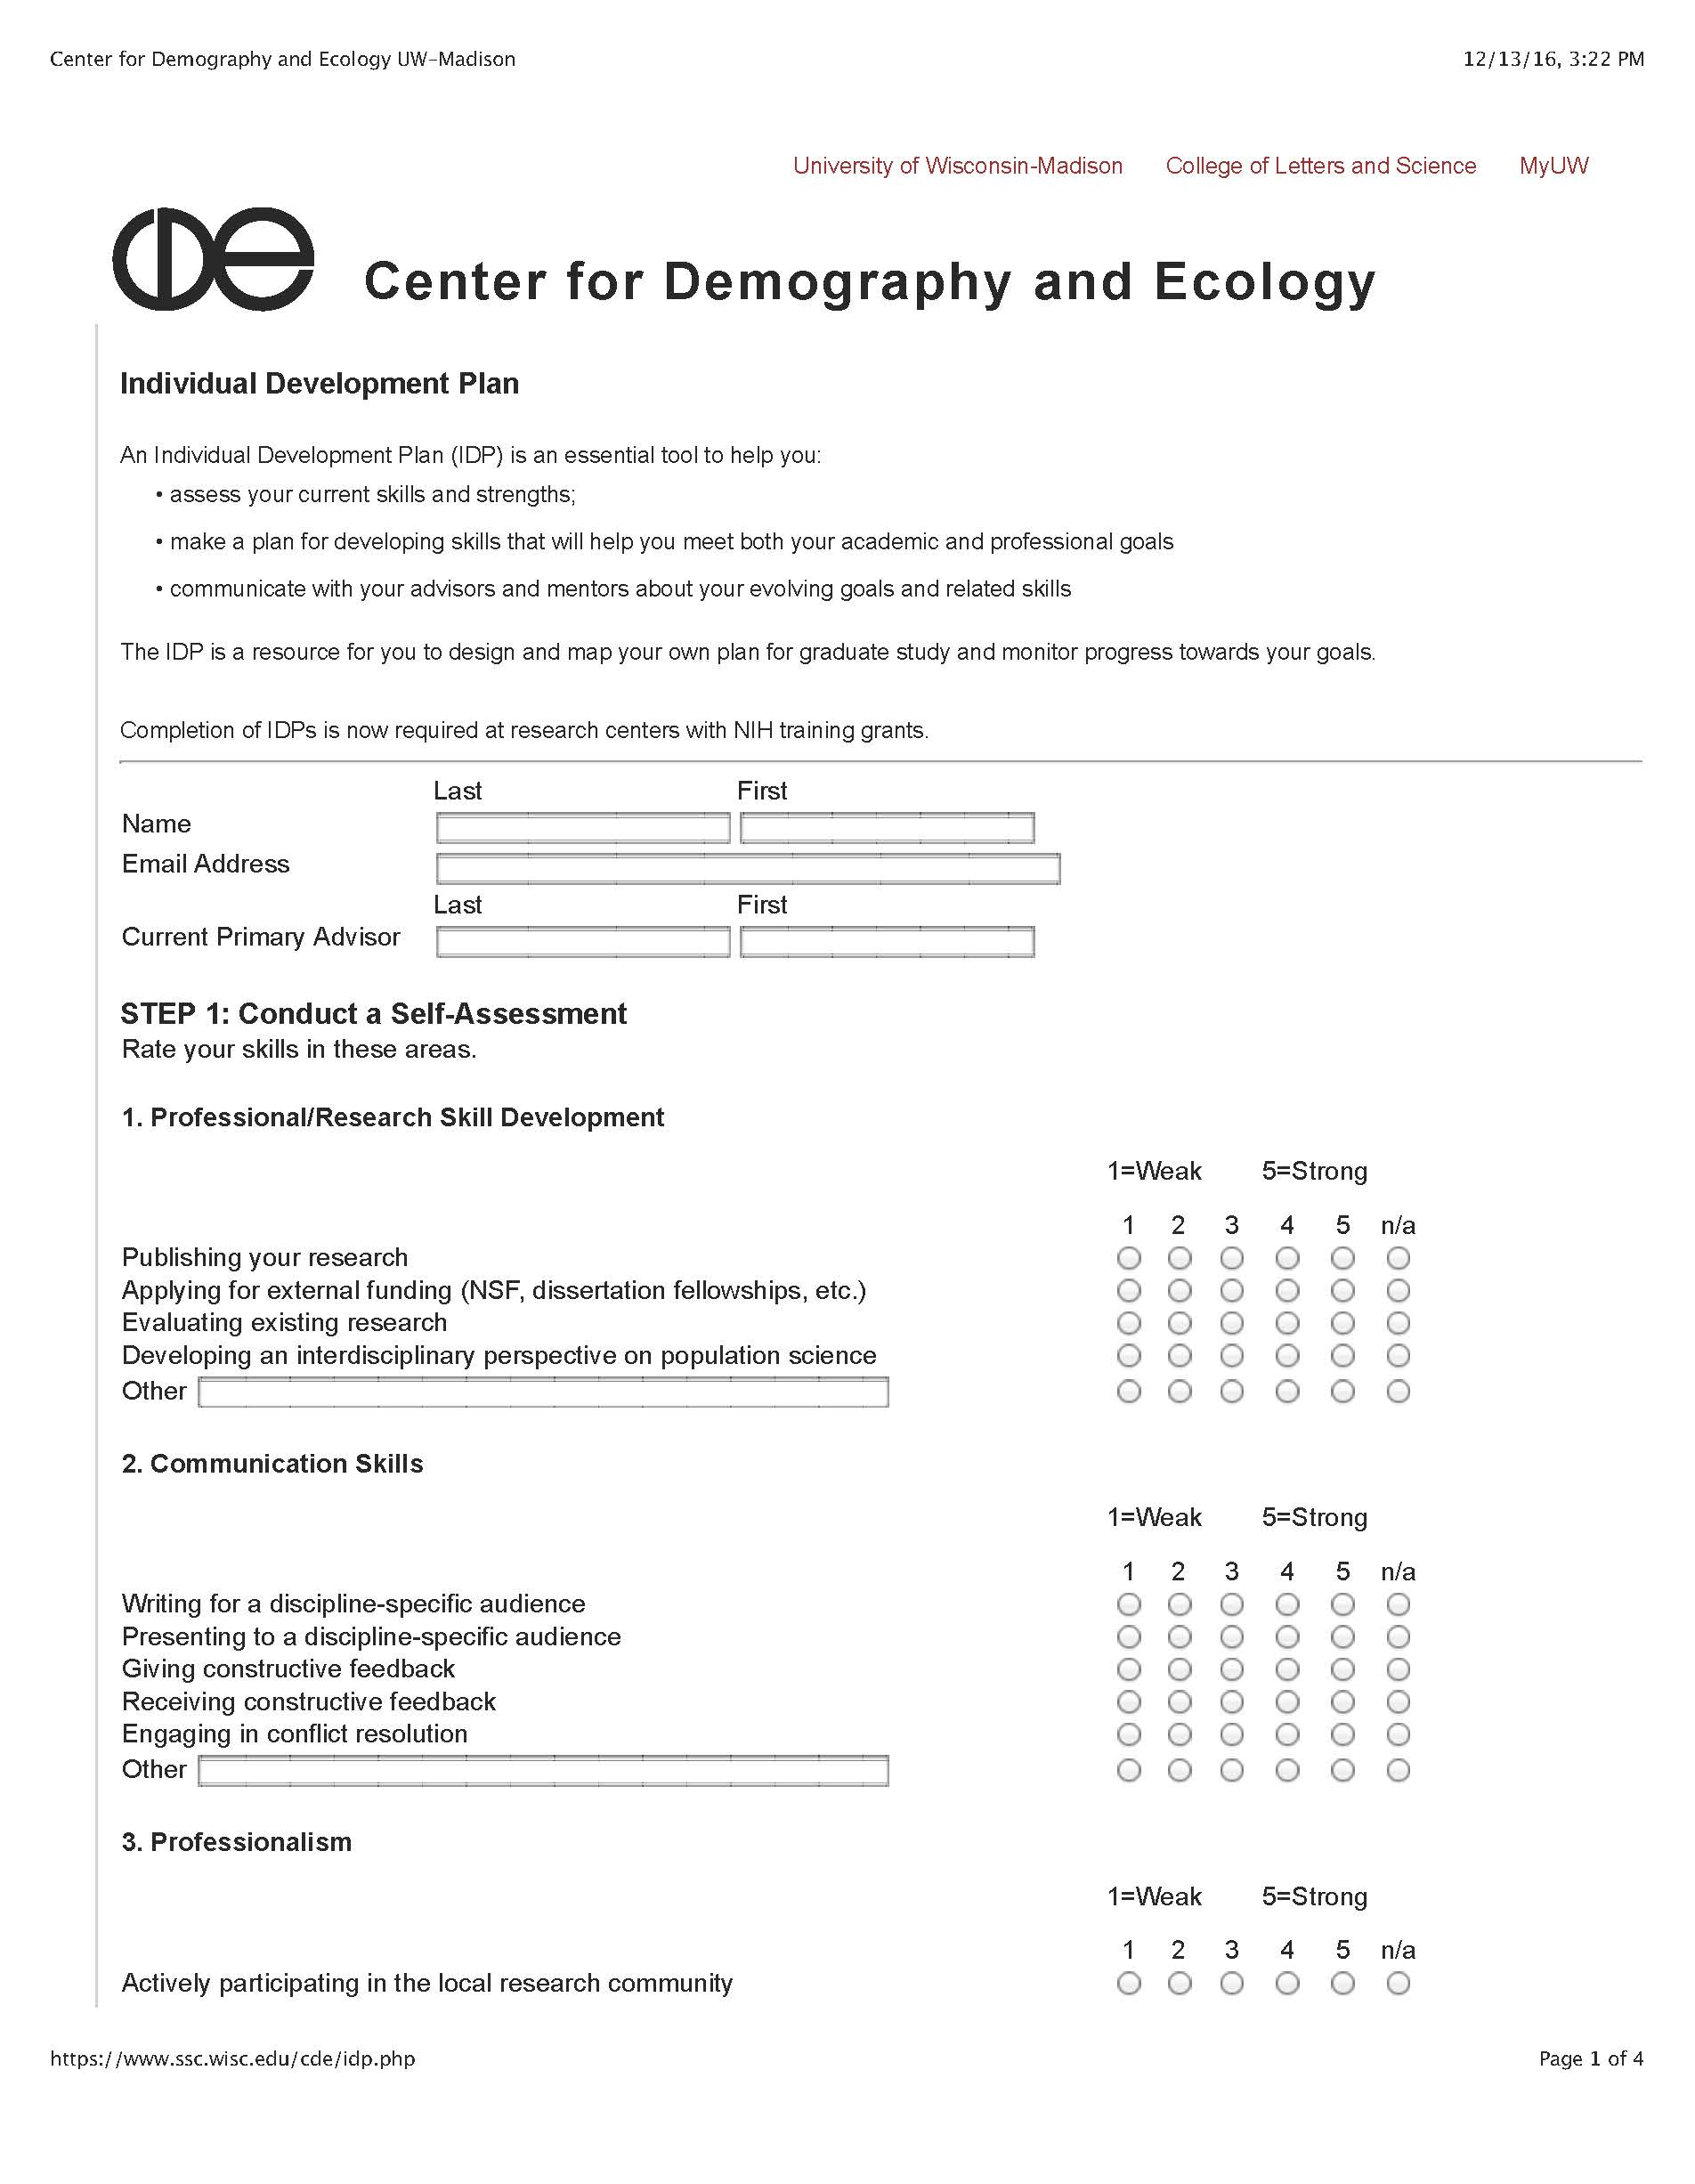 Center for Demography and Ecology UW-Madison 12/13/16, 3:22 PM
University of Wisconsin-Madison College of Letters and Science MyUW
cde Center for Demography and Ecology
Individual Development Plan
An Individual Development Plan (IDP) is an essential tool to help you:
• assess your current skills and strengths;
• make a plan for developing skills that will help you meet both your academic and professional goals
• communicate with your advisors and mentors about your evolving goals and related skills
The IDP is a resource for you to design and map your own plan for graduate study and monitor progress towards your goals.
Completion of IDPs is now required at research centers with NIH training grants.
Last First
Name
Email Address
Last First
Current Primary Advisor
STEP 1: Conduct a Self-Assessment
Rate your skills in these areas.
1. Professional/Research Skill Development
1=Weak 5=Strong
1 2 3 4 5 n/a
Publishing your research
Applying for external funding (NSF, dissertation fellowships, etc.)
Evaluating existing research
Developing an interdisciplinary perspective on population science
Other
2. Communication Skills
1=Weak 5=Strong
1 2 3 4 5 n/a
Writing for a discipline-specific audience
Presenting to a discipline-specific audience
Giving constructive feedback
Receiving constructive feedback
Engaging in conflict resolution
Other
3. Professionalism
1=Weak 5=Strong
1 2 3 4 5 n/a
Actively participating in the local research community
https://www.ssc.wisc.edu/cde/idp.php Page 1 of 4